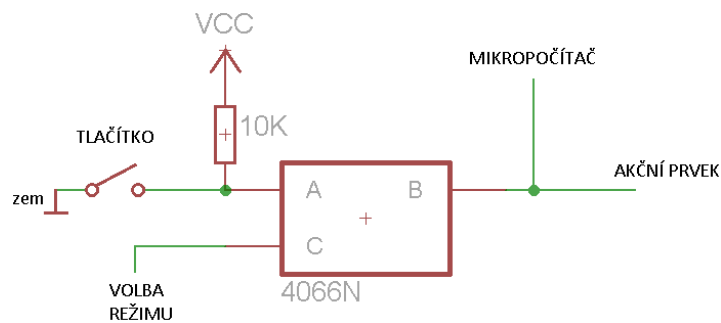 VCC
MIKROPOČÍTAČ
10K
TLAČÍTKO
AKČNÍ PRVEK
zem
A
B
C
4066N
VOLBA
REŽIMU